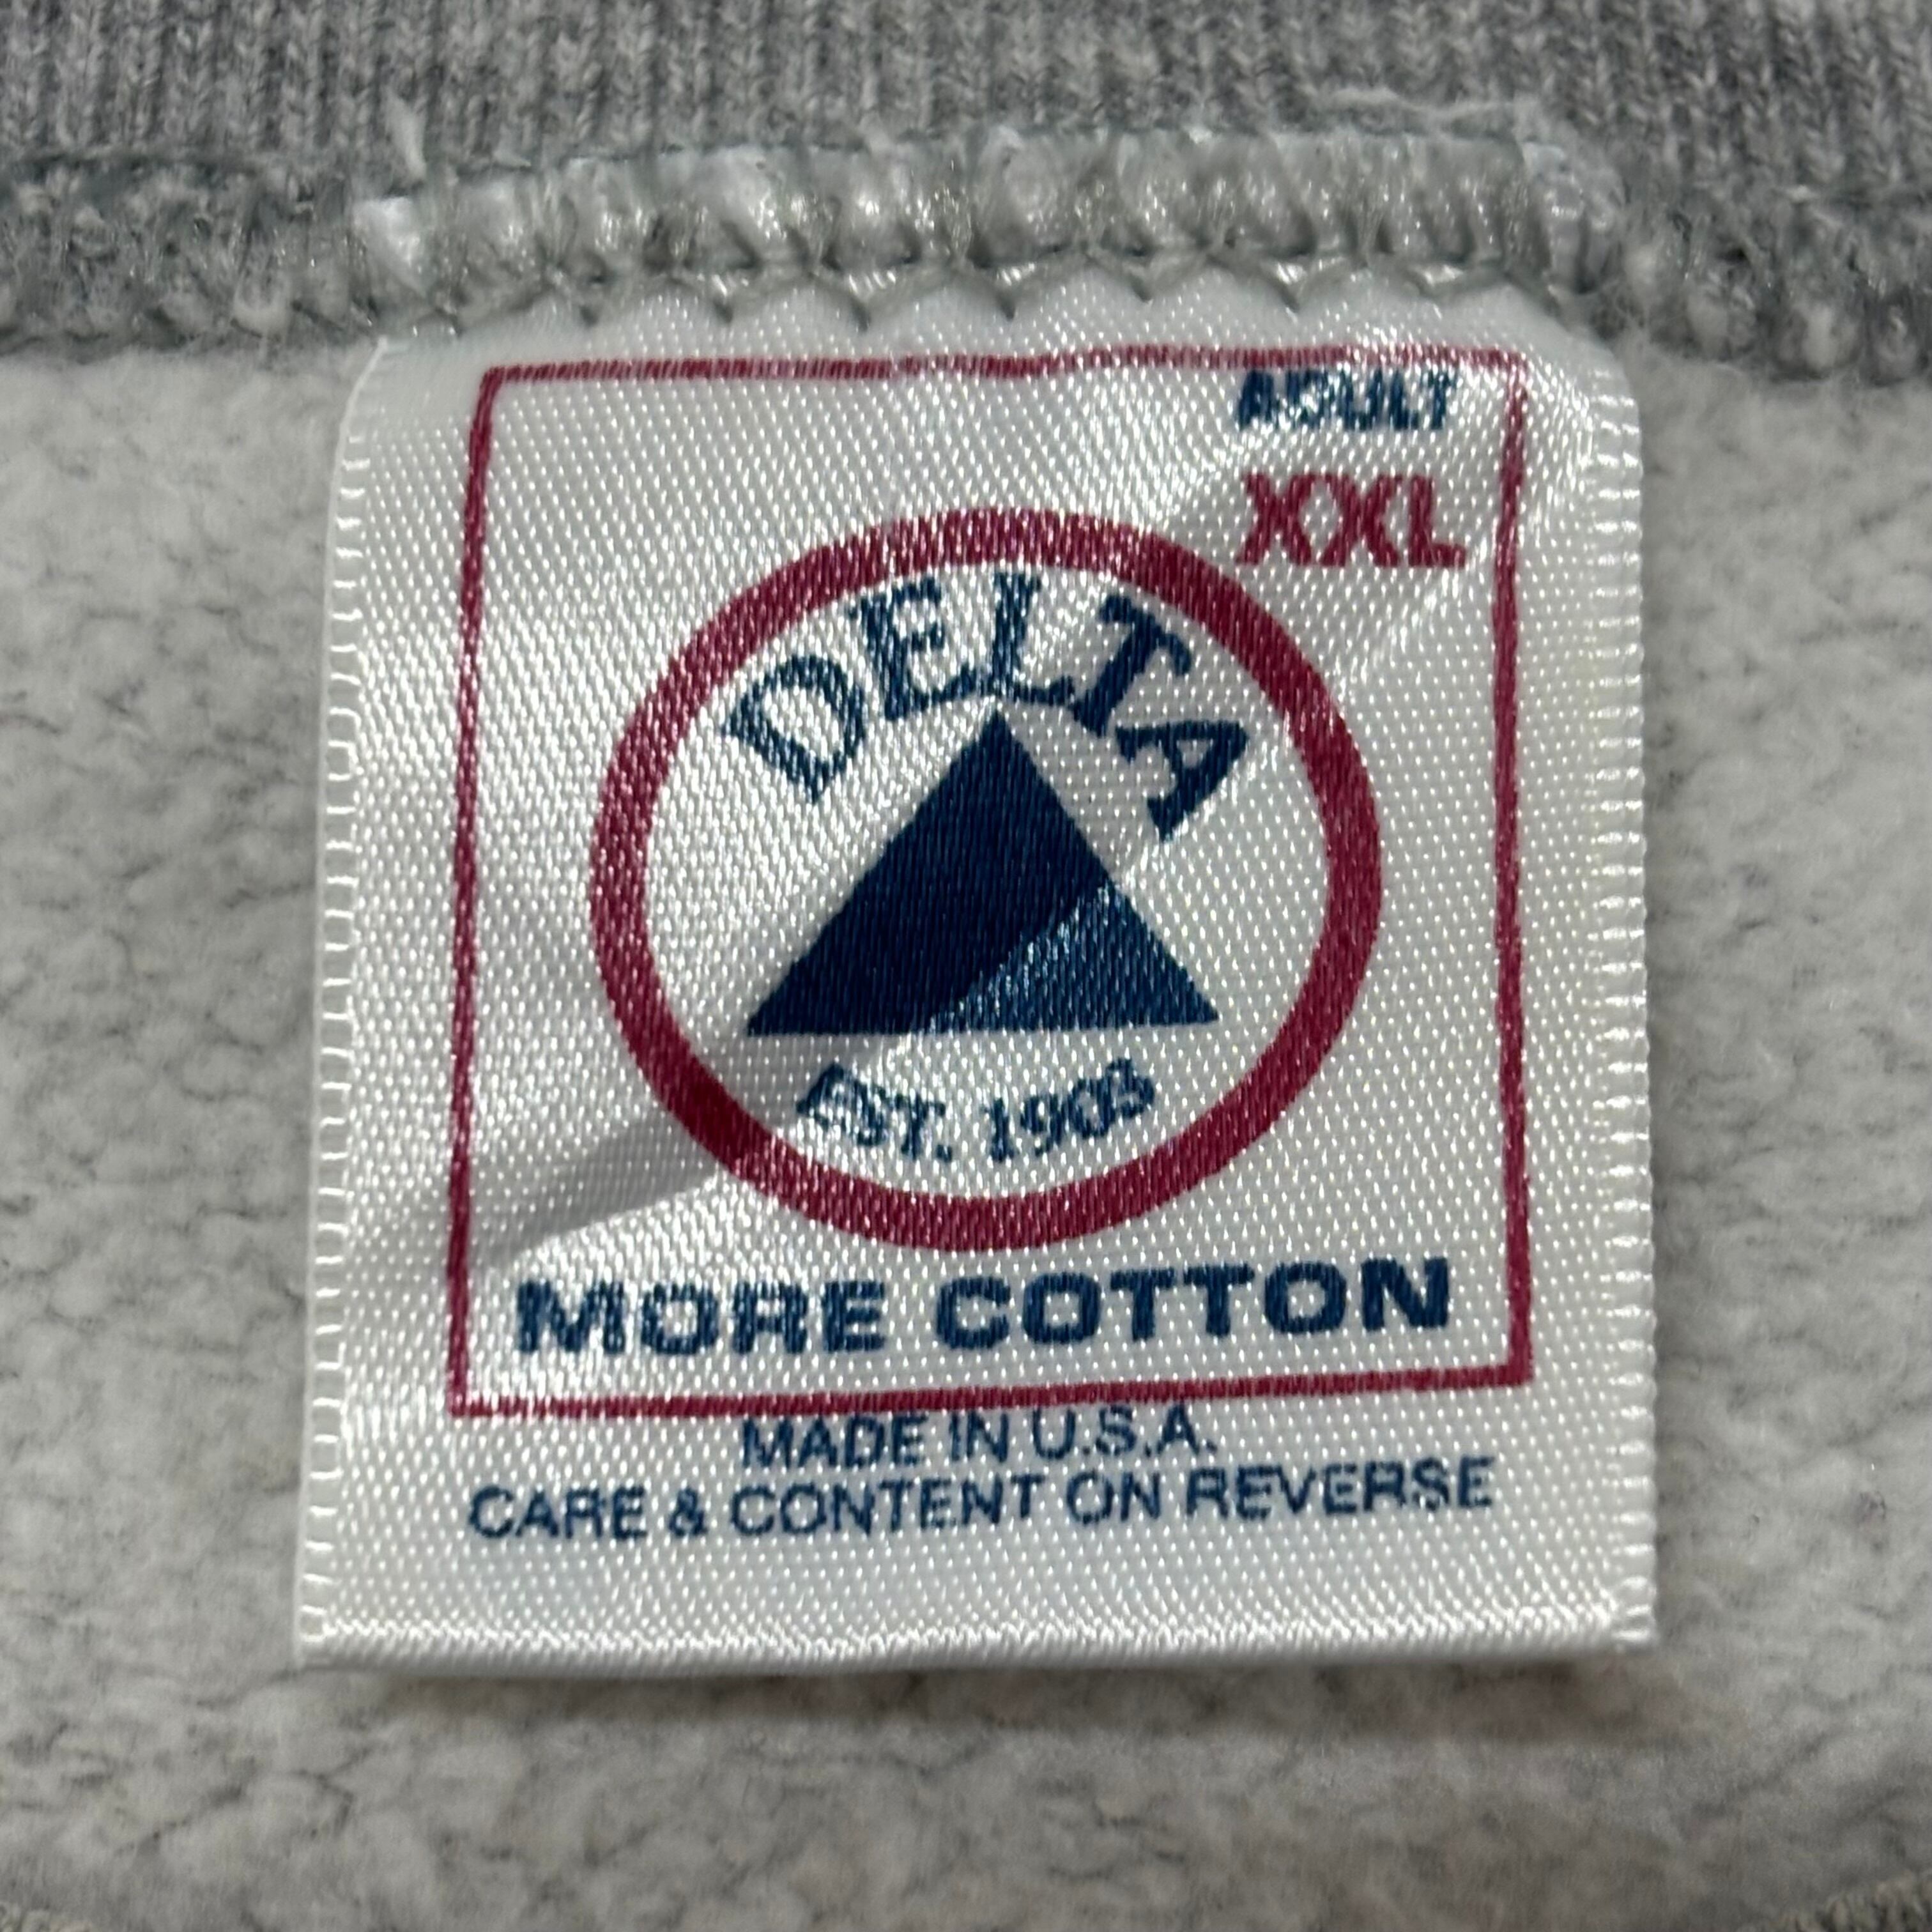 ADULT
XXL
DELTA
EST. 1903
MORE COTTON
MADE IN U.S.A.
CARE & CONTENT ON REVERSE